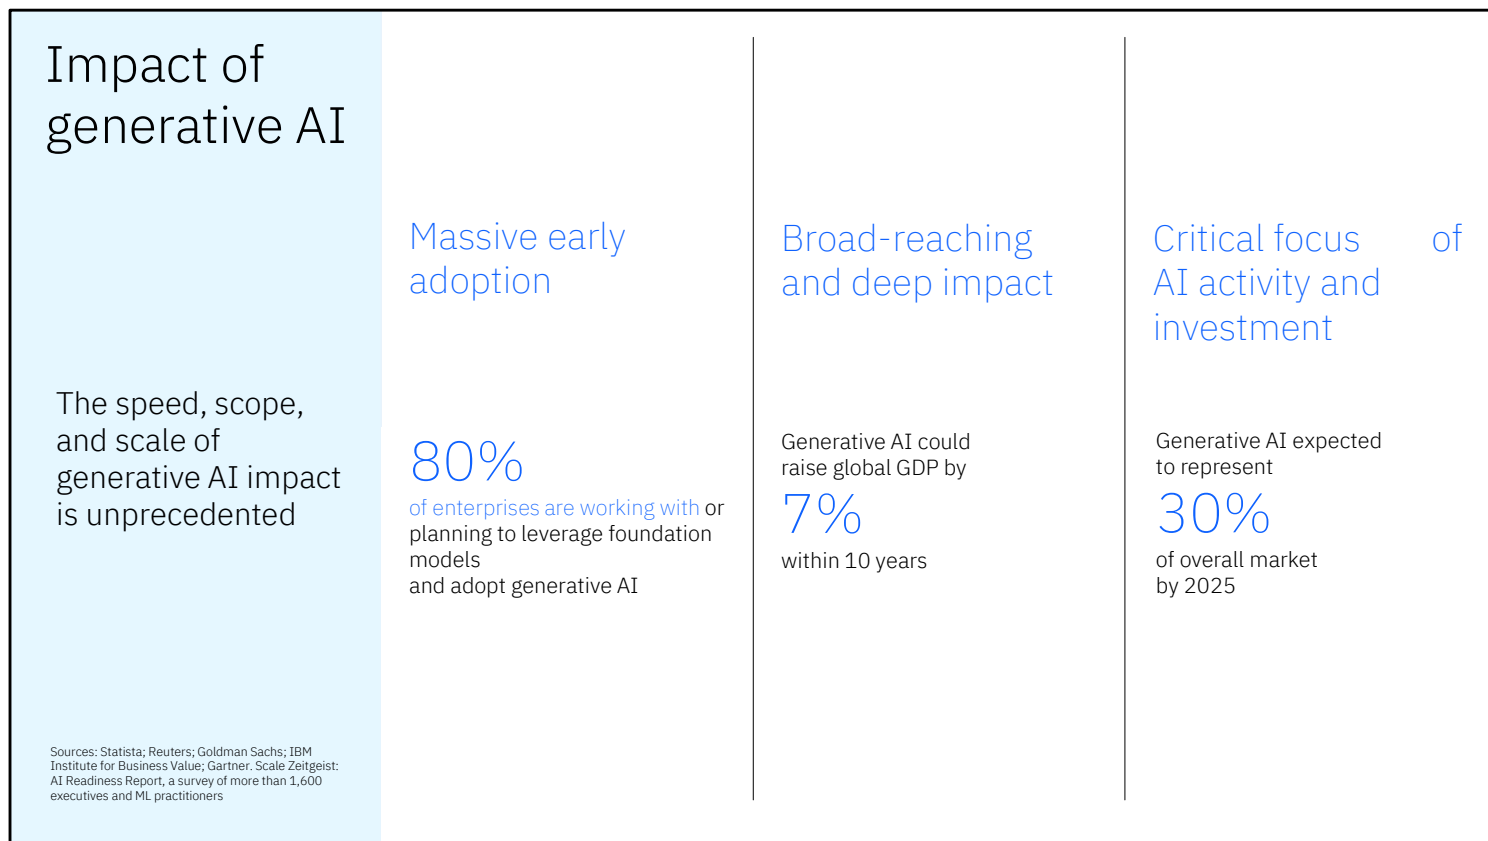 Impact of
generative AI
The speed, scope,
and scale of
generative AI impact
is unprecedented
Sources: Statista; Reuters; Goldman Sachs; IBM
Institute for Business Value; Gartner. Scale Zeitgeist:
AI Readiness Report, a survey of more than 1,600
executives and ML practitioners
Massive early
adoption
80%
of enterprises are working with or
planning to leverage foundation
models
and adopt generative AI
Broad-reaching
and deep impact
Generative AI could
raise global GDP by
7%
within 10 years
Critical focus of
AI activity and
investment
Generative AI expected
to represent
30%
of overall market
by 2025